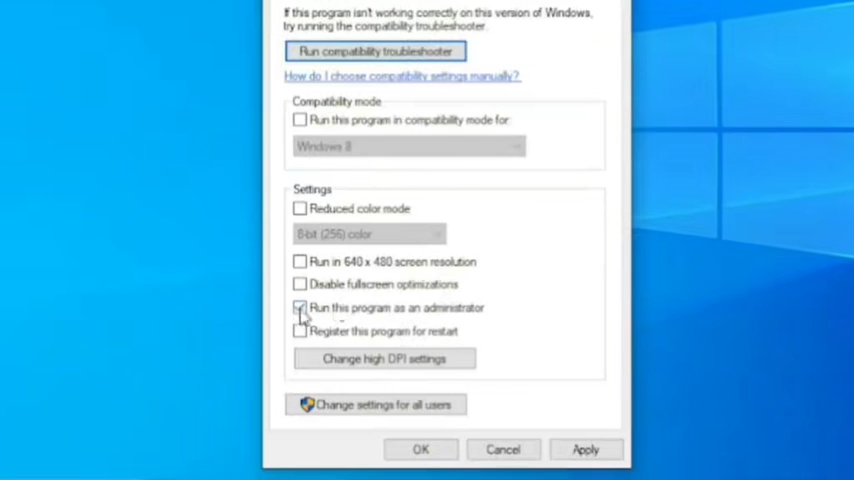 If this program isn't working correctly on this version of Windows,
try running the compatibility troubleshooter.
Run compatibility troubleshooter
How do I choose compatibility settings manually?
Compatibility mode
Run this program in compatibility mode for:
Windows 8
Settings
Reduced color mode
8-bit (256) color
Run in 640 x 480 screen resolution
Disable fullscreen optimizations
Run this program as an administrator
Register this program for restart
Change high DPI settings
Change settings for all users
OK Cancel Apply